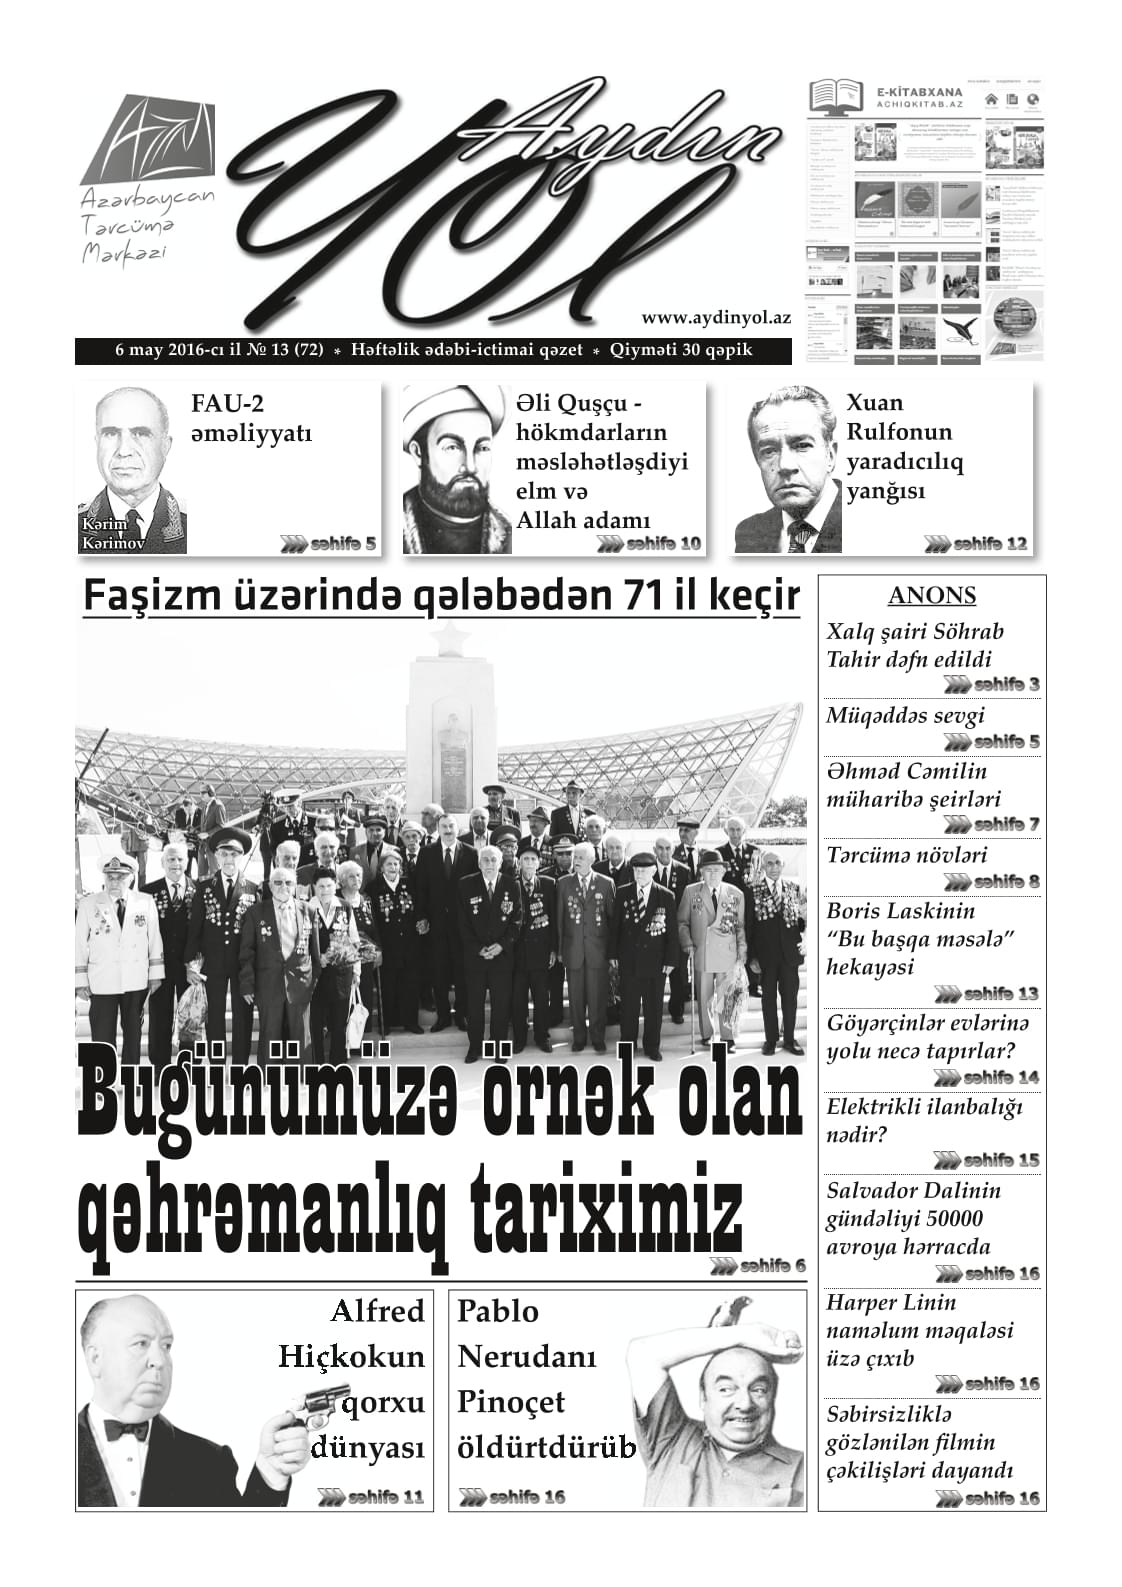 Azərbaycan
Tərcümə
Mərkəzi
Aydın
Yol
www.aydinyol.az
E-KİTABXANA
ACHIQKITAB.AZ
6 may 2016-cı il № 13 (72) * Həftəlik ədəbi-ictimai qəzet * Qiyməti 30 qəpik
FAU-2
əməliyyatı
Kərim
Kərimov
səhifə 5
Əli Quşçu -
hökmdarların
məsləhətləşdiyi
elm və
Allah adamı
səhifə 10
Xuan
Rulfonun
yaradıcılıq
yanğısı
səhifə 12
Faşizm üzərində qələbədən 71 il keçir
Bugünümüzə örnək olan
qəhrəmanlıq tariximiz
səhifə 6
Alfred
Hiçkokun
qorxu
dünyası
səhifə 11
Pablo
Nerudanı
Pinoçet
öldürtdürüb
səhifə 16
ANONS
Xalq şairi Söhrab
Tahir dəfn edildi
səhifə 3
Müqəddəs sevgi
səhifə 5
Əhməd Cəmilin
müharibə şeirləri
səhifə 7
Tərcümə növləri
səhifə 8
Boris Laskinin
“Bu başqa məsələ”
hekayəsi
səhifə 13
Göyərçinlər evlərinə
yolu necə tapırlar?
səhifə 14
Elektrikli ilanbalığı
nədir?
səhifə 15
Salvador Dalinin
gündəliyi 50000
avroya hərracda
səhifə 16
Harper Linin
naməlum məqaləsi
üzə çıxıb
səhifə 16
Səbirsizliklə
gözlənilən filmin
çəkilişləri dayandı
səhifə 16